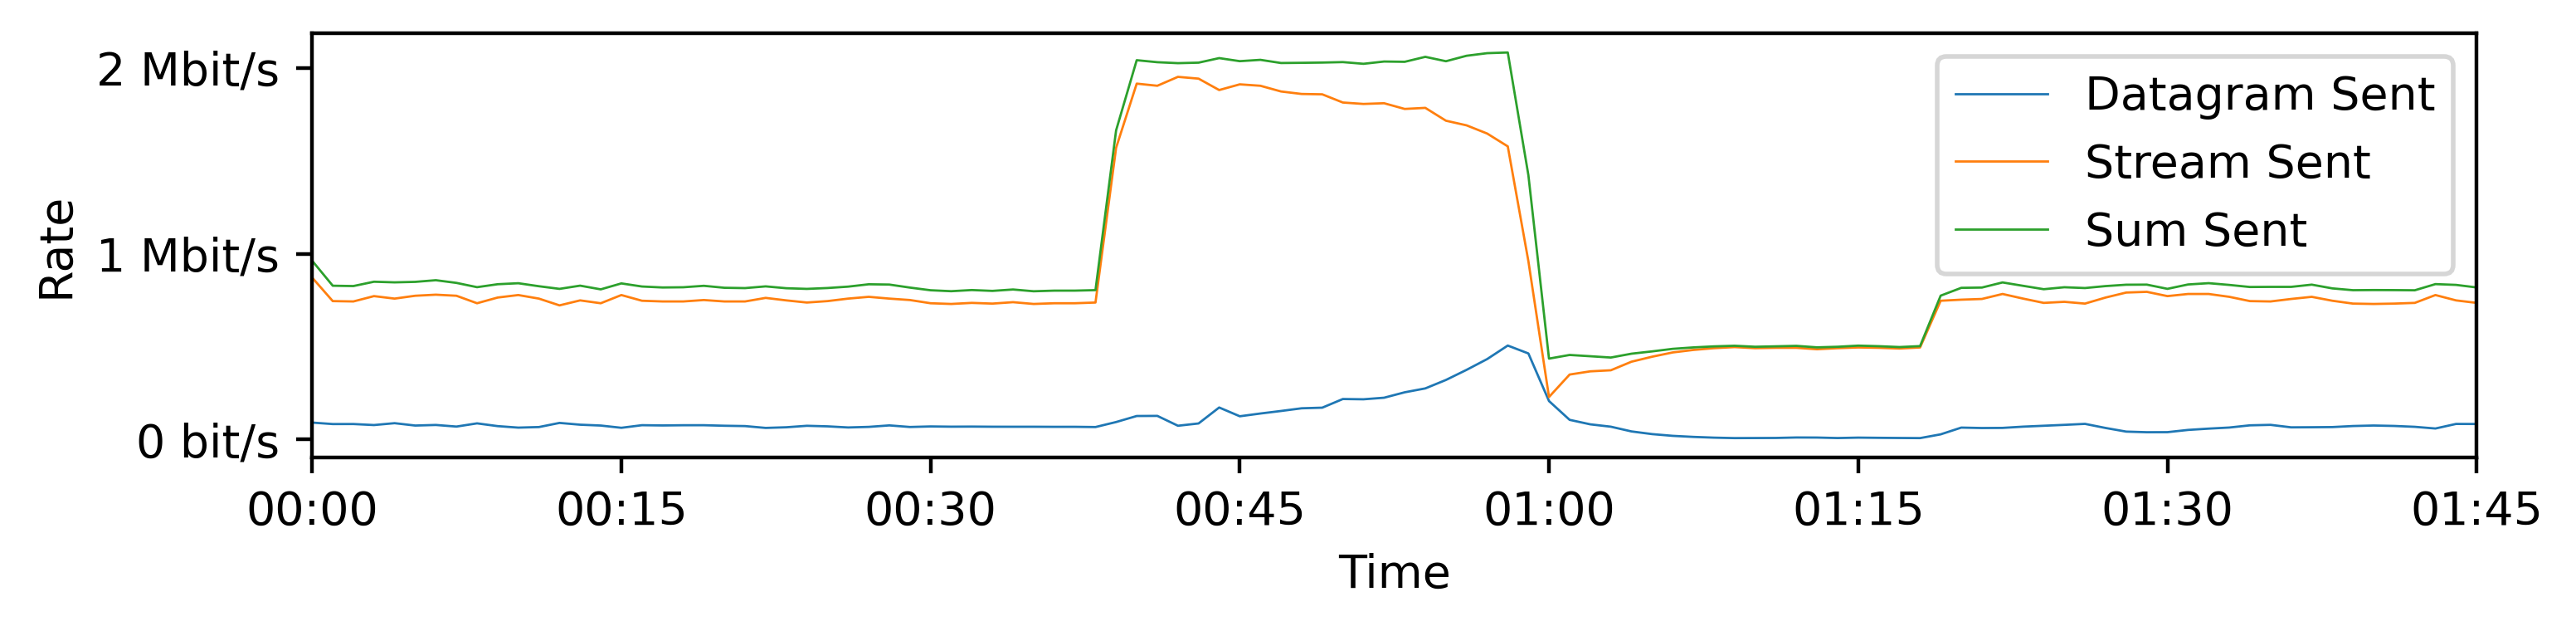 2 Mbit/s
1 Mbit/s
0 bit/s
Rate
Datagram Sent
Stream Sent
Sum Sent
00:00 00:15 00:30 00:45 01:00 01:15 01:30 01:45
Time